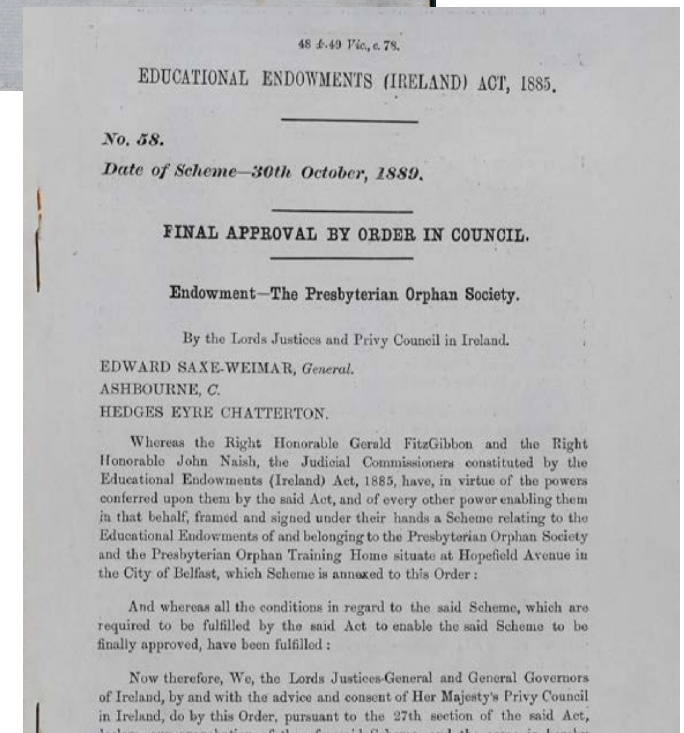 48 & 49 Vic., c. 78.
EDUCATIONAL ENDOWMENTS (IRELAND) ACT, 1885.
No. 58.
Date of Scheme—30th October, 1889.
FINAL APPROVAL BY ORDER IN COUNCIL.
Endowment—The Presbyterian Orphan Society.
By the Lords Justices and Privy Council in Ireland.
EDWARD SAXE-WEIMAR, General.
ASHBOURNE, C.
HEDGES EYRE CHATTERTON.
Whereas the Right Honorable Gerald FitzGibbon and the Right
Honorable John Naish, the Judicial Commissioners constituted by the
Educational Endowments (Ireland) Act, 1885, have, in virtue of the powers
conferred upon them by the said Act, and of every other power enabling them
in that behalf, framed and signed under their hands a Scheme relating to the
Educational Endowments of and belonging to the Presbyterian Orphan Society
and the Presbyterian Orphan Training Home situate at Hopefield Avenue in
the City of Belfast, which Scheme is annexed to this Order :
And whereas all the conditions in regard to the said Scheme, which are
required to be fulfilled by the said Act to enable the said Scheme to be
finally approved, have been fulfilled :
Now therefore, We, the Lords Justices-General and General Governors
of Ireland, by and with the advice and consent of Her Majesty's Privy Council
in Ireland, do by this Order, pursuant to the 27th section of the said Act,